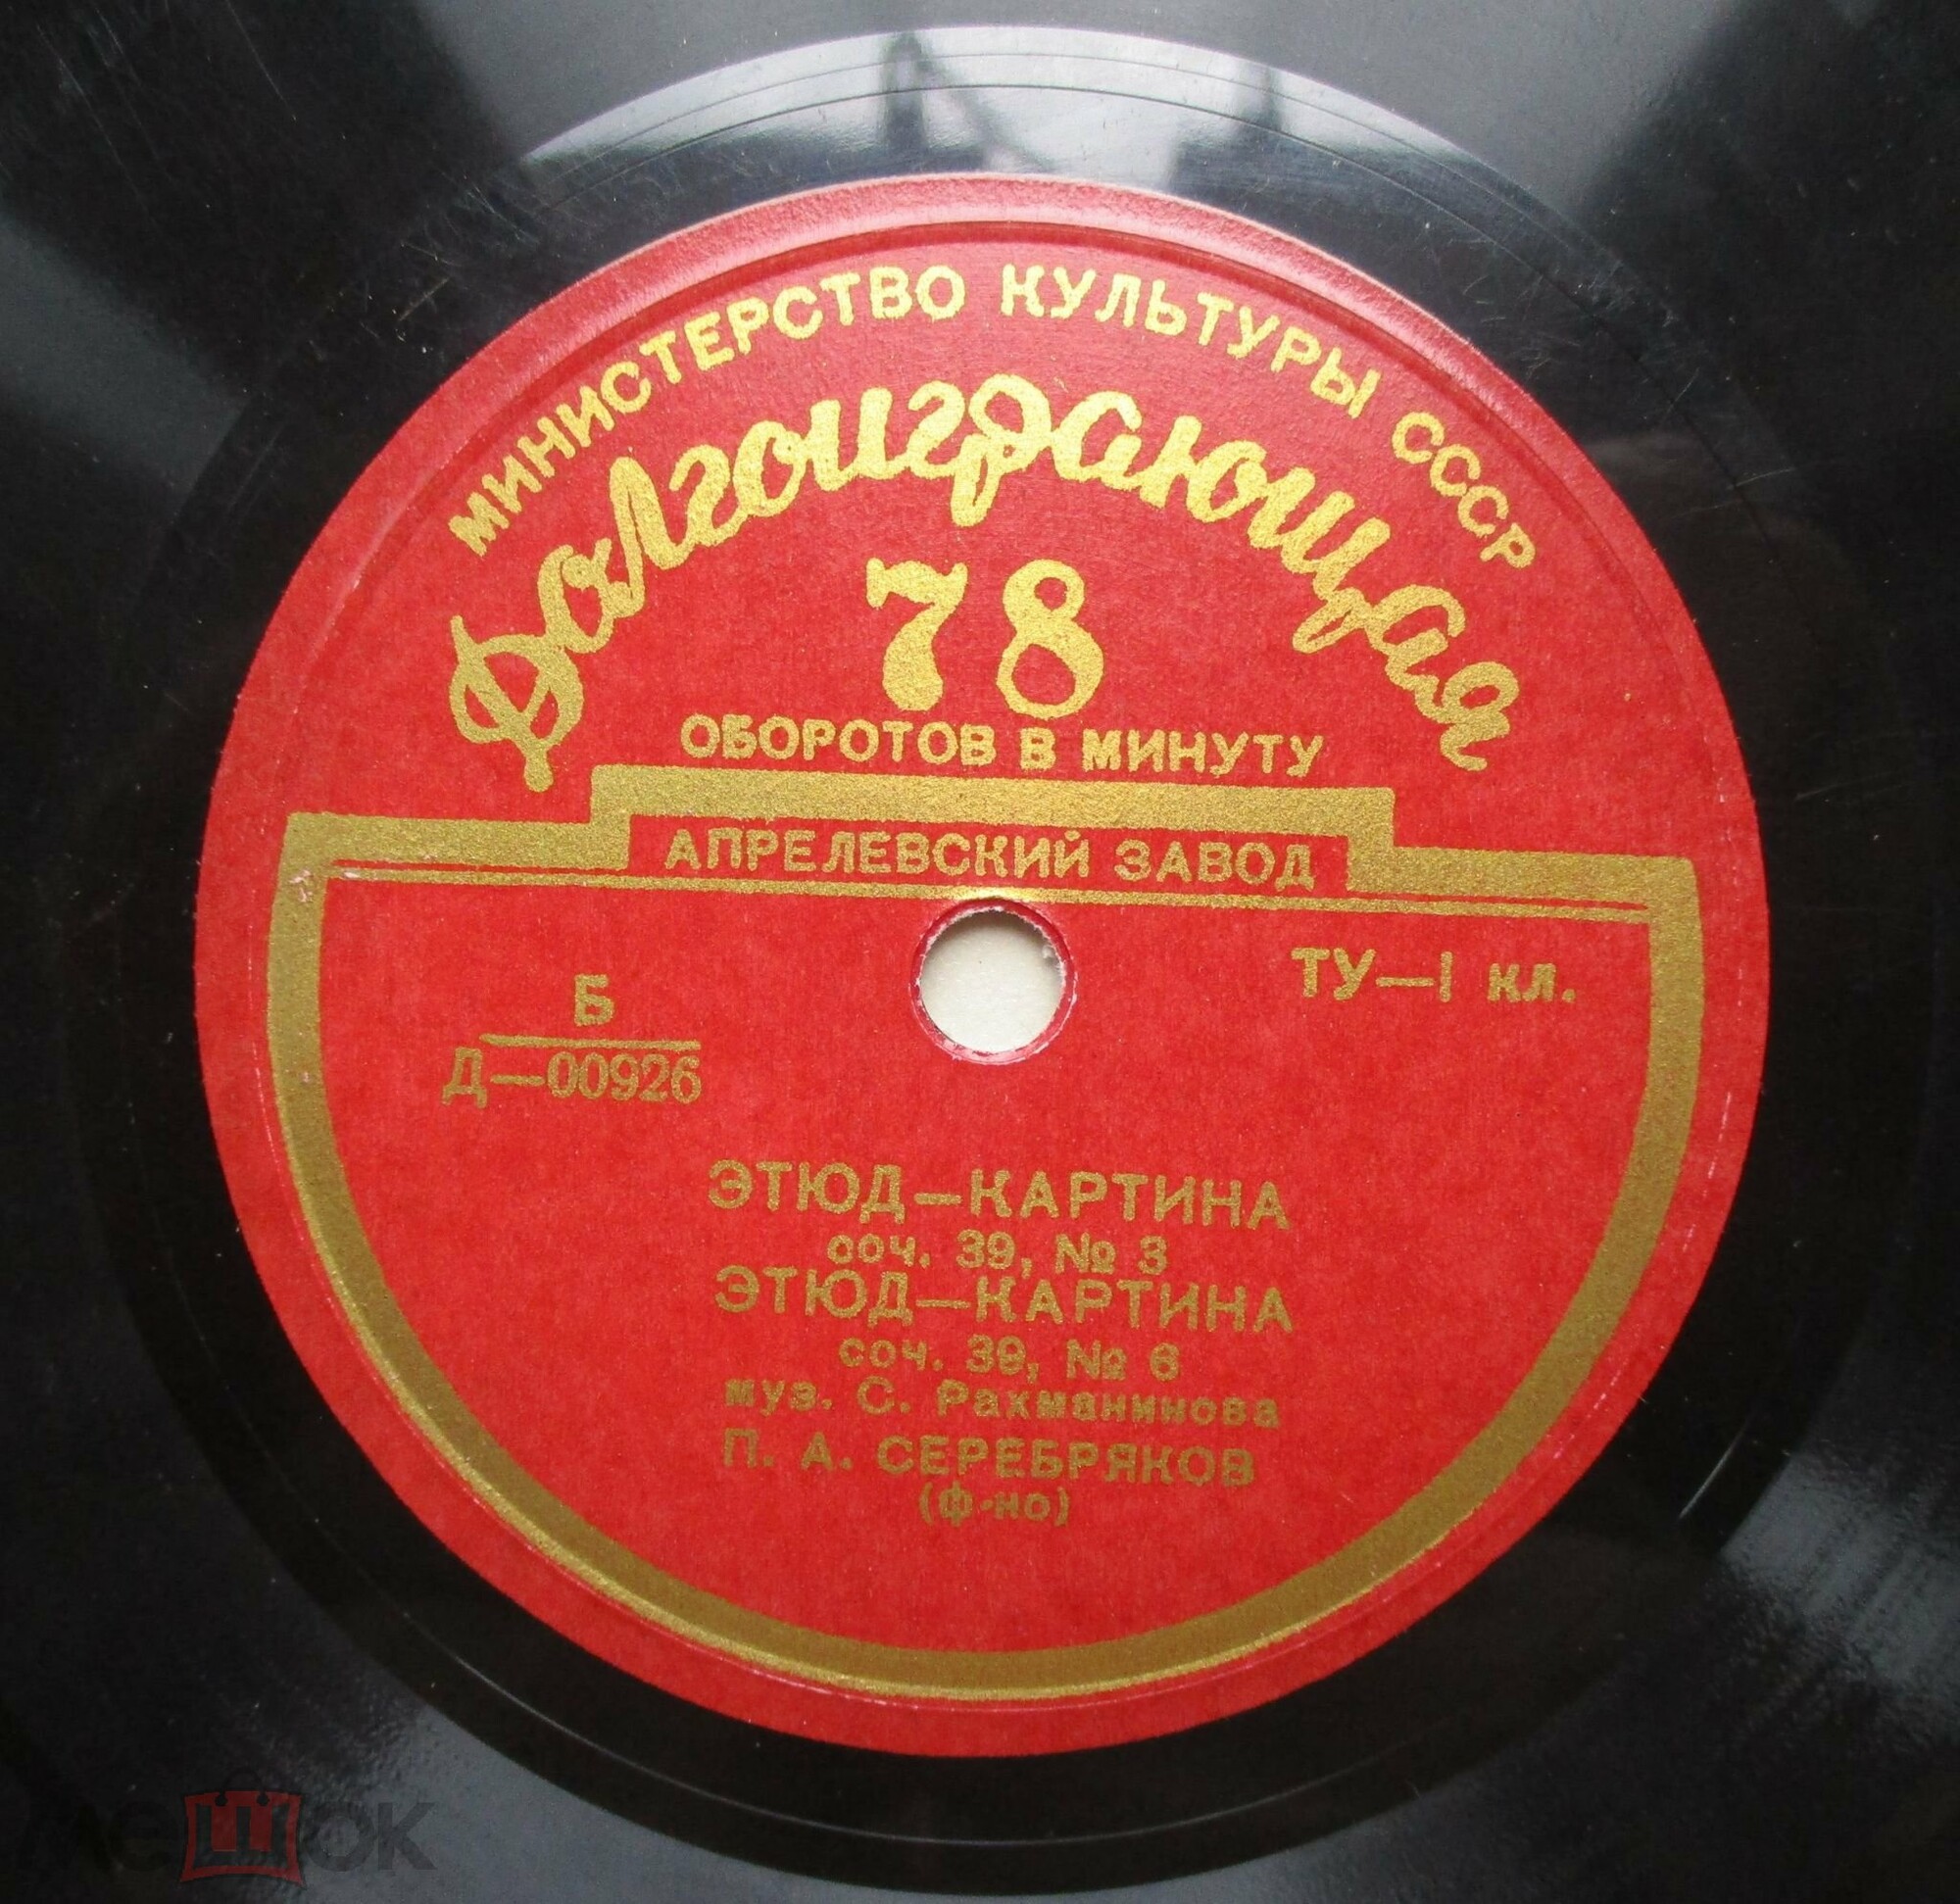 МИНИСТЕРСТВО КУЛЬТУРЫ СССР
Долгоиграющая
78
ОБОРОТОВ В МИНУТУ
АПРЕЛЕВСКИЙ ЗАВОД
ТУ—I кл.
Б
Д—00926
ЭТЮД—КАРТИНА
соч. 39, № 3
ЭТЮД—КАРТИНА
соч. 39, № 6
муз. С. Рахманинова
П. А. СЕРЕБРЯКОВ
(ф-но)
мешок